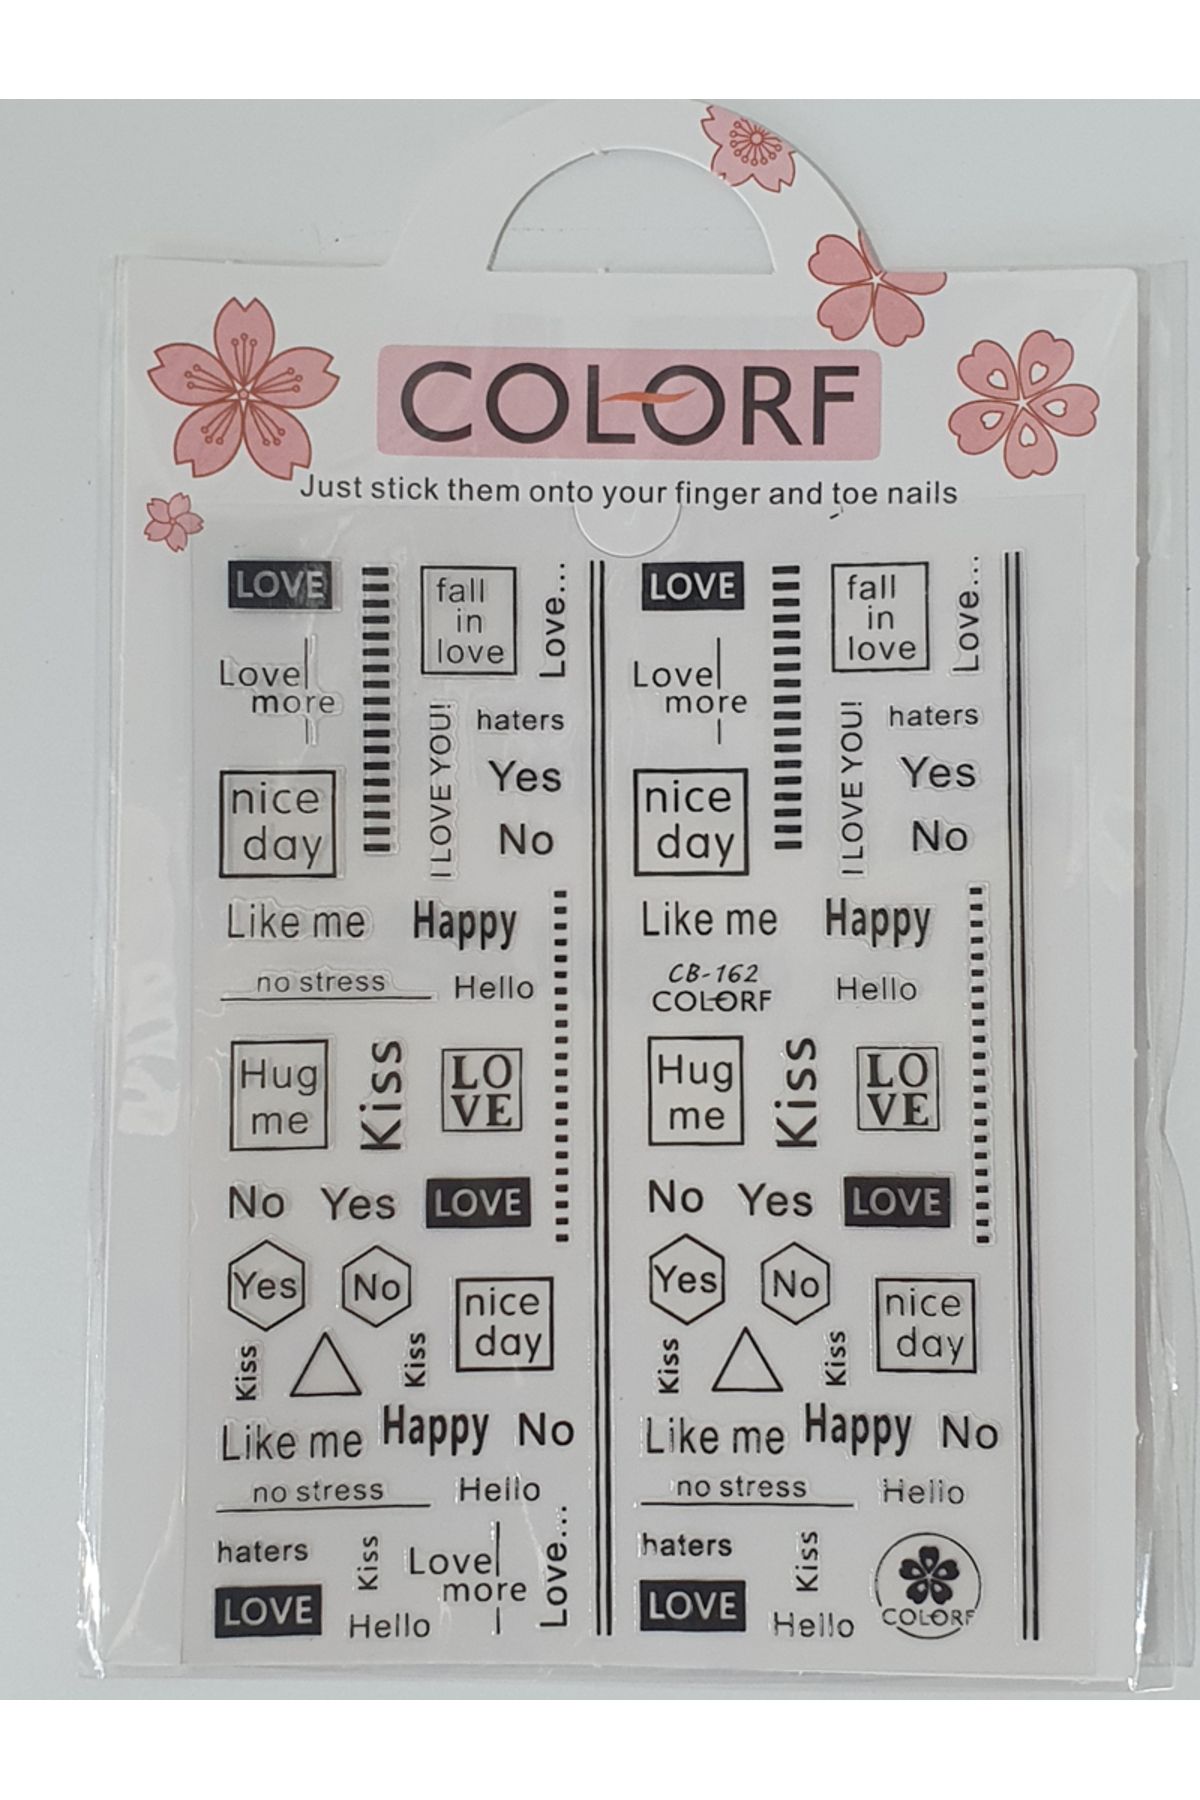 COLORF
Just stick them onto your finger and toe nails
LOVE
fall
in
love
Love...
Love
more
I LOVE YOU!
haters
Yes
No
nice
day
Like me
Happy
no stress
Hello
Hug
me
Kiss
LO
VE
No
Yes
LOVE
Yes
No
nice
day
Kiss
Kiss
Like me
Happy
No
no stress
Hello
haters
Kiss
Love
more
Love...
LOVE
Hello
LOVE
fall
in
love
Love...
Love
more
I LOVE YOU!
haters
Yes
No
nice
day
Like me
Happy
CB-162
COLORF
Hello
Hug
me
Kiss
LO
VE
No
Yes
LOVE
Yes
No
nice
day
Kiss
Kiss
Like me
Happy
No
no stress
Hello
haters
Kiss
LOVE
Hello
COLORF